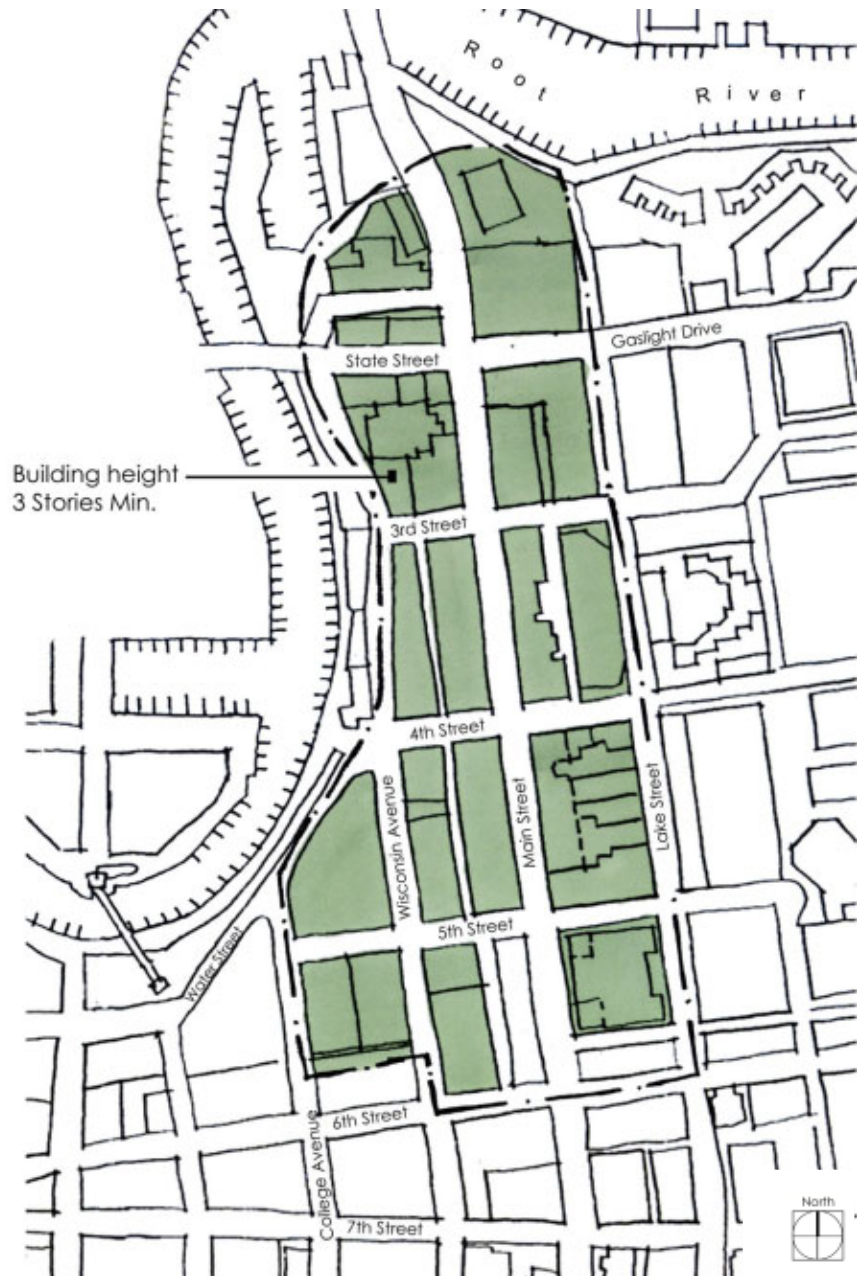 Root
River
Gaslight Drive
State Street
Building height
3 Stories Min.
3rd Street
4th Street
Wisconsin Avenue
Main Street
Lake Street
5th Street
Water Street
College Avenue
6th Street
7th Street
North